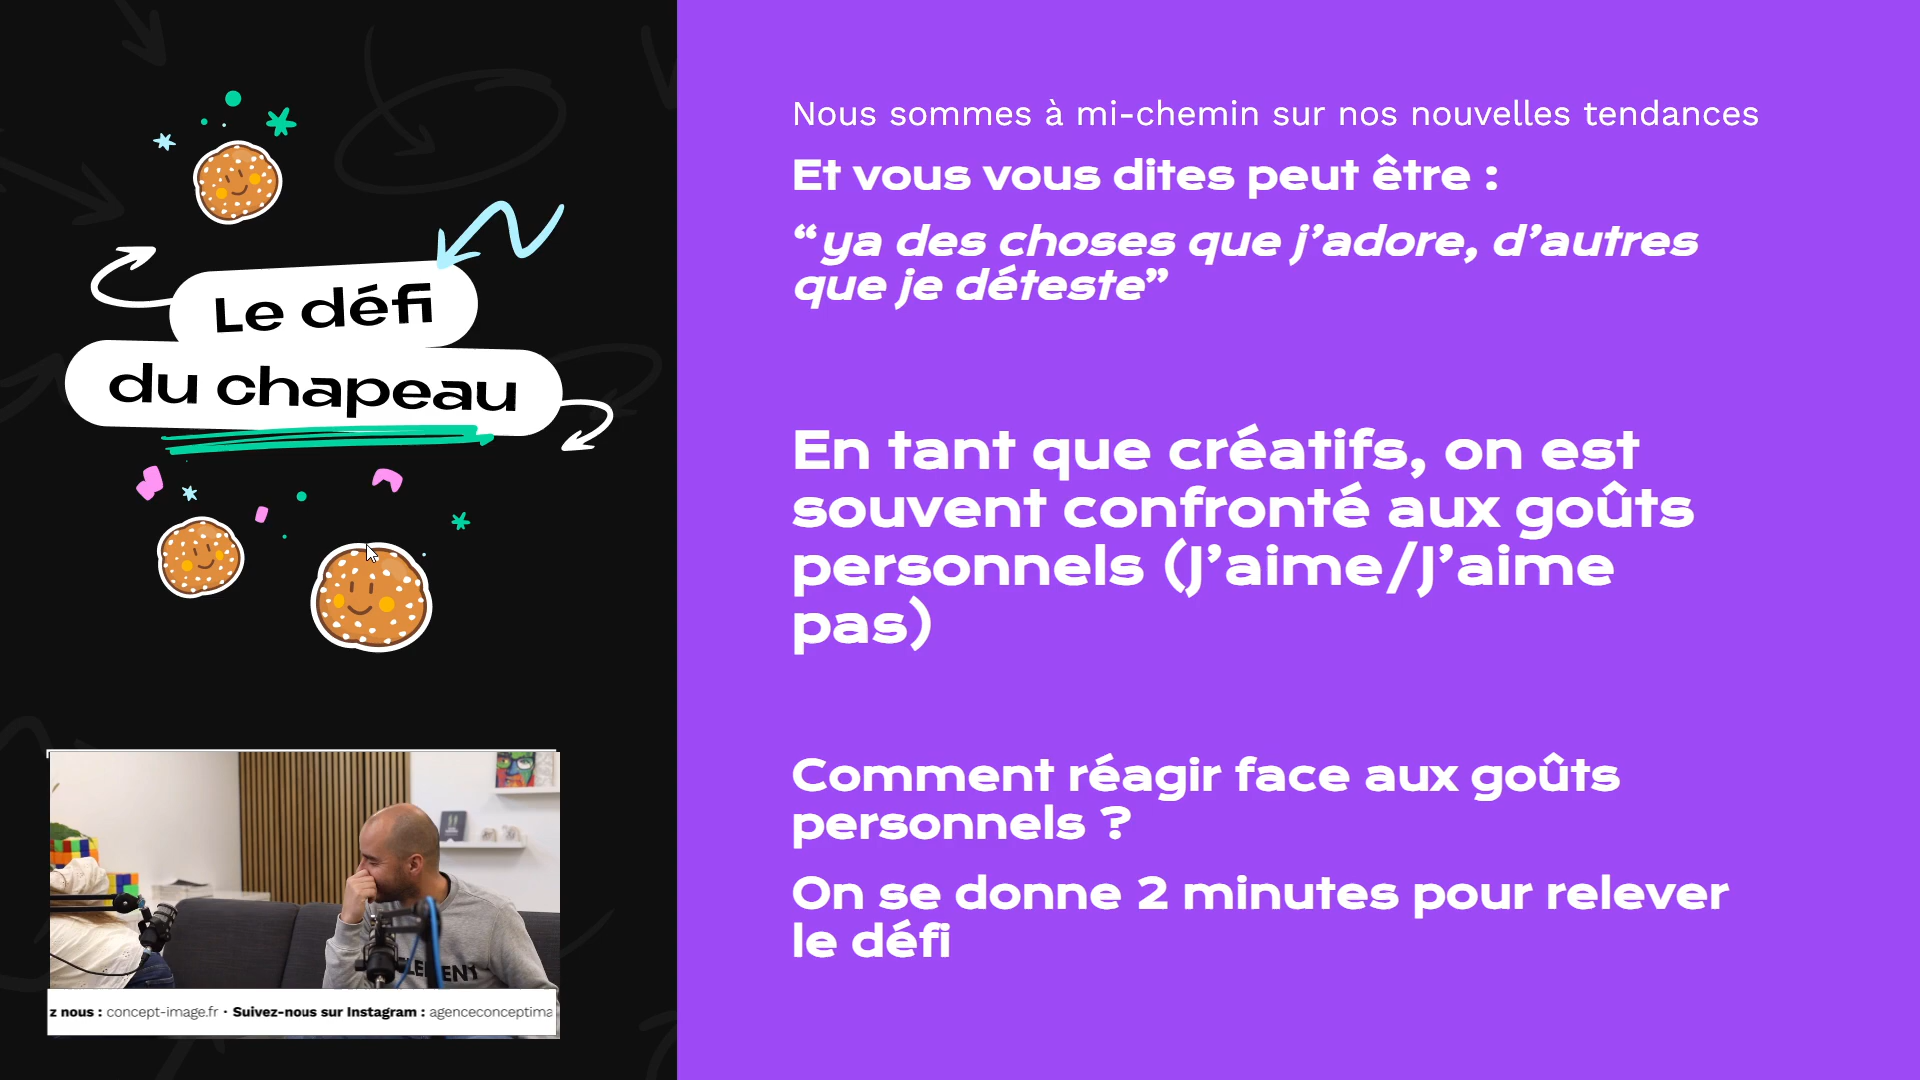 Le défi
du chapeau
Nous sommes à mi-chemin sur nos nouvelles tendances
Et vous vous dites peut être :
“ya des choses que j’adore, d’autres
que je déteste”
En tant que créatifs, on est
souvent confronté aux goûts
personnels (J’aime/J’aime
pas)
Comment réagir face aux goûts
personnels ?
On se donne 2 minutes pour relever
le défi
z nous : concept-image.fr • Suivez-nous sur Instagram : agenceconceptima